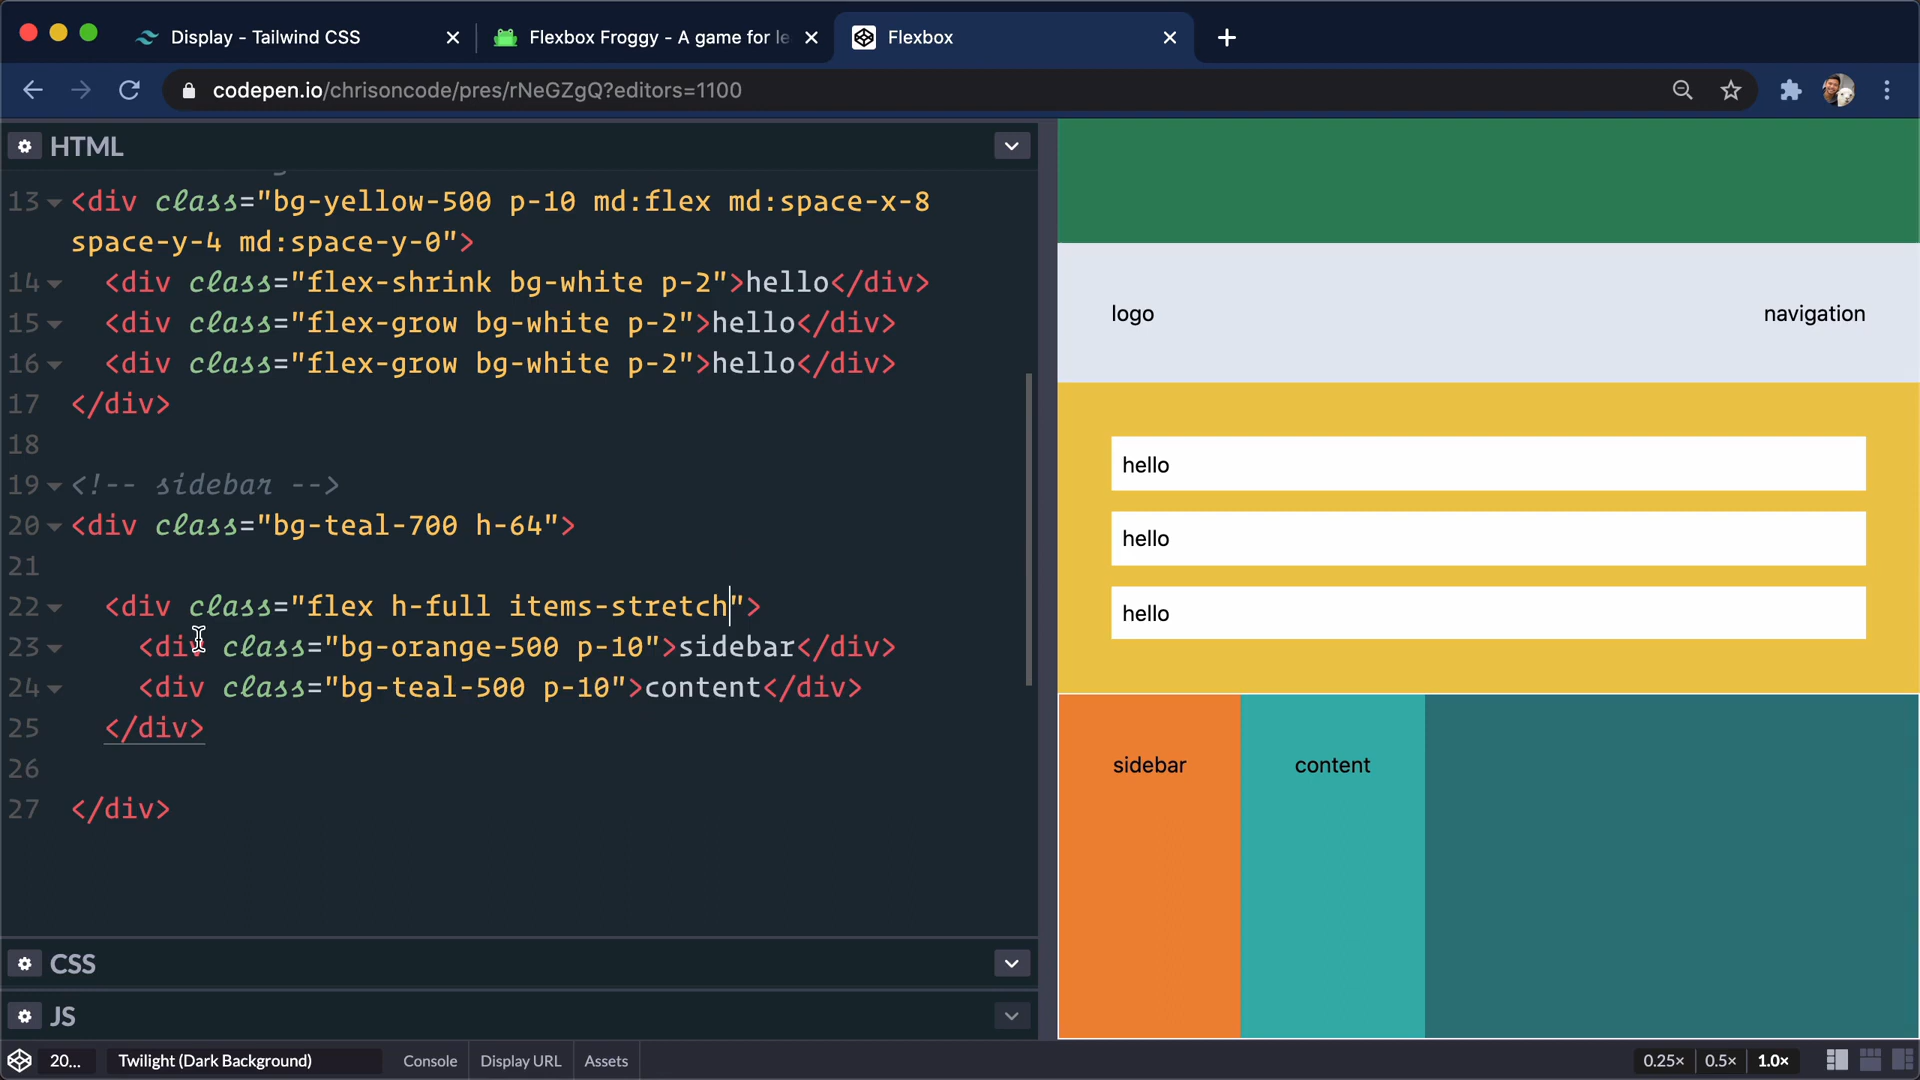 Display - Tailwind CSS
Flexbox Froggy - A game for le
Flexbox
codepen.io/chrisoncode/pres/rNeGZgQ?editors=1100
HTML
13 <div class="bg-yellow-500 p-10 md:flex md:space-x-8
space-y-4 md:space-y-0">
14 <div class="flex-shrink bg-white p-2">hello</div>
15 <div class="flex-grow bg-white p-2">hello</div>
16 <div class="flex-grow bg-white p-2">hello</div>
17 </div>
18
19 <!-- sidebar -->
20 <div class="bg-teal-700 h-64">
21
22 <div class="flex h-full items-stretch">
23 <div class="bg-orange-500 p-10">sidebar</div>
24 <div class="bg-teal-500 p-10">content</div>
25 </div>
26
27 </div>
CSS
JS
logo navigation
hello
hello
hello
sidebar content
20... Twilight (Dark Background) Console Display URL Assets 0.25× 0.5× 1.0×